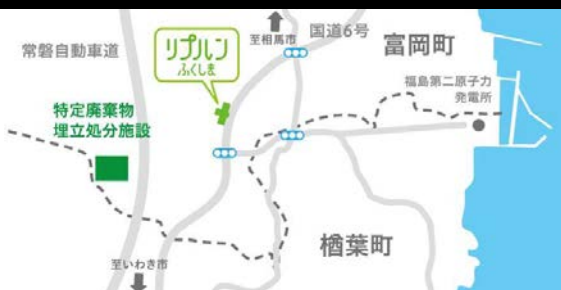 常磐自動車道
リプルン
ふくしま
至相馬市
国道6号
富岡町
福島第二原子力
発電所
特定廃棄物
埋立処分施設
楢葉町
至いわき市